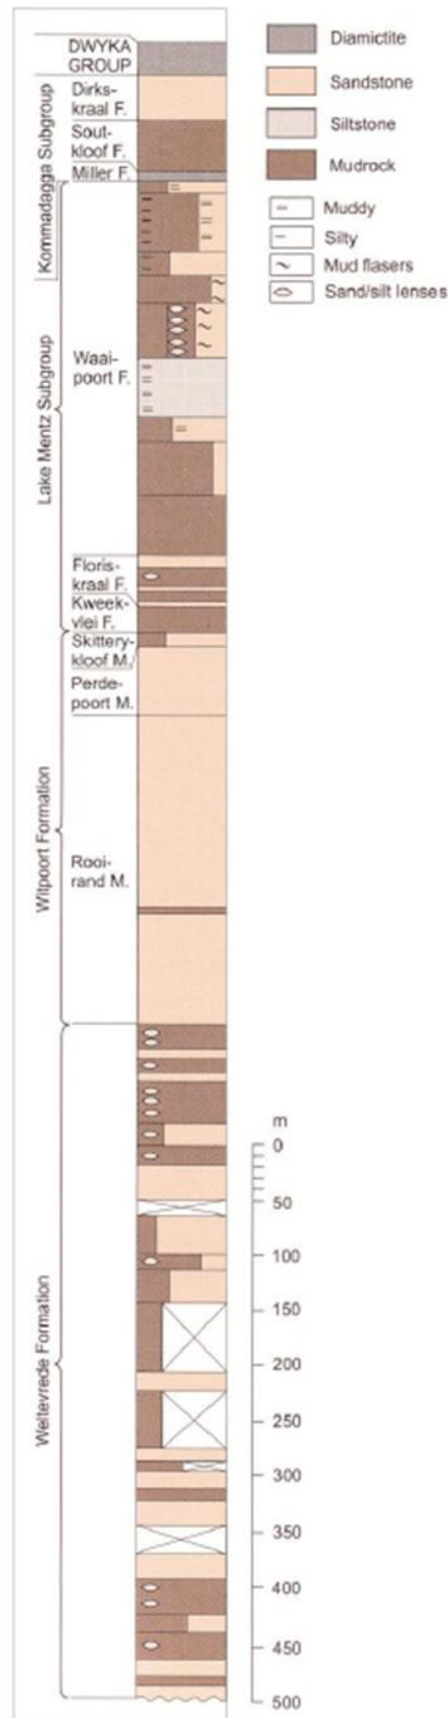 DWYKA
GROUP
Dirks-
kraal F.
Sout-
kloof F.
Miller F.
Kommadagga Subgroup
Waai-
poort F.
Lake Mentz Subgroup
Floris-
kraal F.
Kweek-
vlei F.
Skittery-
kloof M.
Perde-
poort M.
Witpoort Formation
Rooi-
rand M.
Weltevrede Formation
Diamictite
Sandstone
Siltstone
Mudrock
Muddy
Silty
Mud flasers
Sand/silt lenses
m
0
50
100
150
200
250
300
350
400
450
500